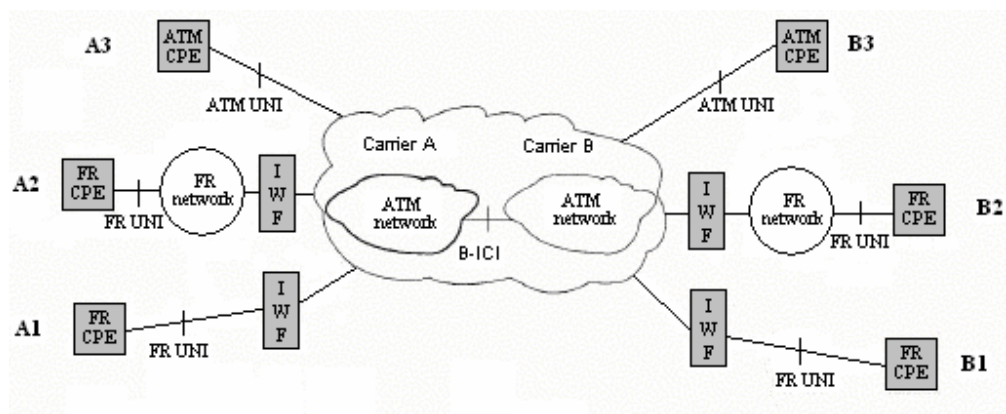 A3
ATM
CPE
ATM UNI
B3
ATM
CPE
ATM UNI
Carrier A
Carrier B
A2
FR
CPE
FR UNI
FR
network
I
W
F
ATM
network
B-ICI
ATM
network
I
W
F
FR
network
FR UNI
FR
CPE
B2
A1
FR
CPE
FR UNI
I
W
F
I
W
F
FR UNI
FR
CPE
B1